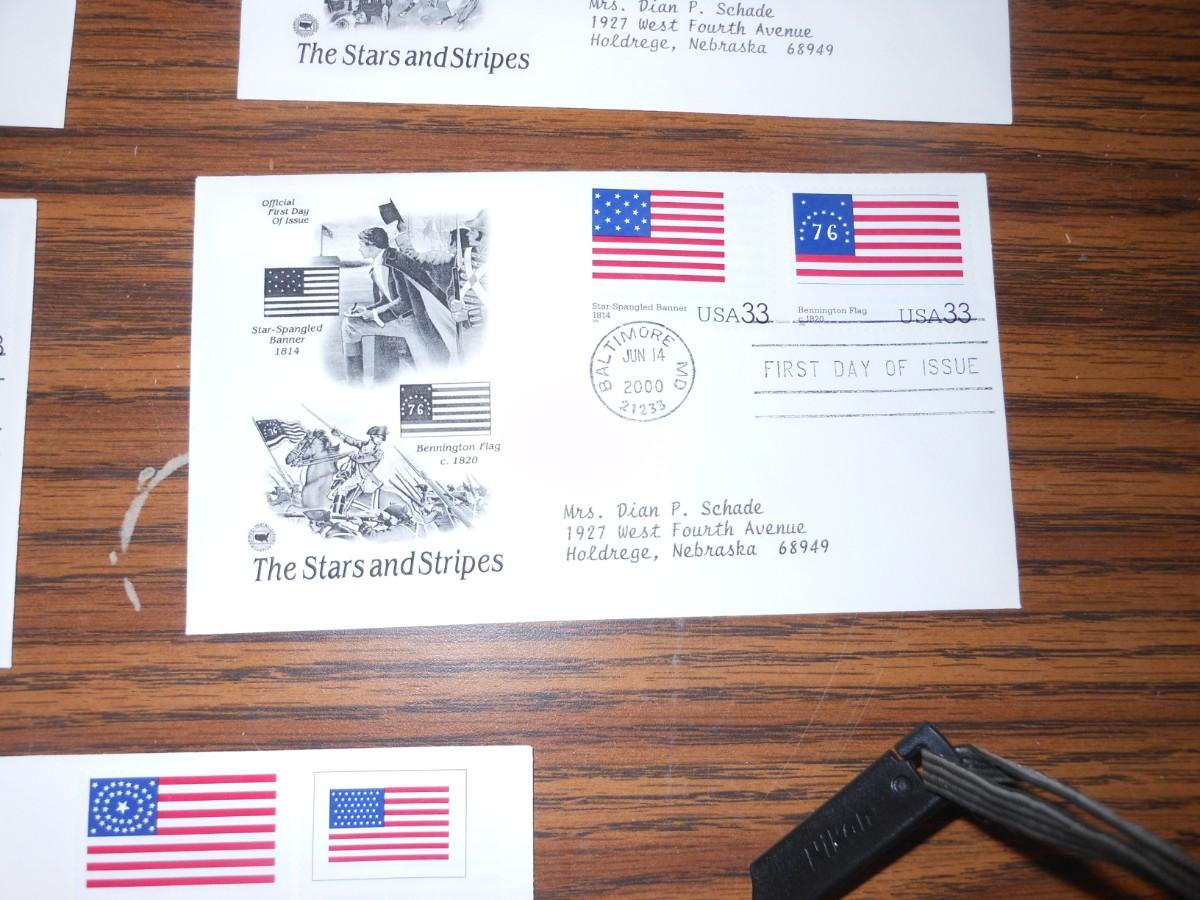 Mrs. Dian P. Schade
1927 West Fourth Avenue
Holdrege, Nebraska 68949
The Stars and Stripes
Official
First Day
Of Issue
Star-Spangled
Banner
1814
76
Bennington Flag
c. 1820
The Stars and Stripes
76
Star-Spangled Banner
1814
USA33
Bennington Flag
c.1820
USA33
BALTIMORE MD
JUN 14
2000
21233
FIRST DAY OF ISSUE
Mrs. Dian P. Schade
1927 West Fourth Avenue
Holdrege, Nebraska 68949